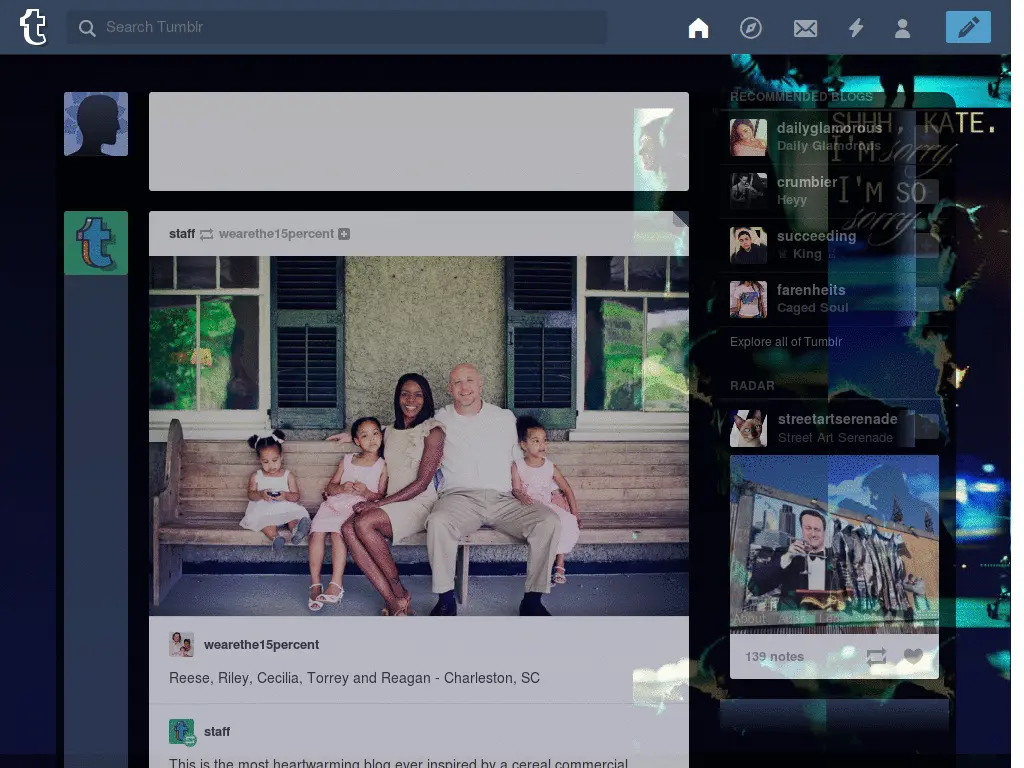 Search Tumblr
RECOMMENDED BLOGS
SHHH, KATE.
dailyglamorous
Daily Glamorous
I'm sorry,
crumbier
Heyy
I'M SO
sorry.
staff wearethe15percent
succeeding
King
farenheits
Caged Soul
Explore all of Tumblr
RADAR
streetartserenade
Street Art Serenade
About
139 notes
wearethe15percent
Reese, Riley, Cecilia, Torrey and Reagan - Charleston, SC
staff
This is the most heartwarming blog ever inspired by a cereal commercial